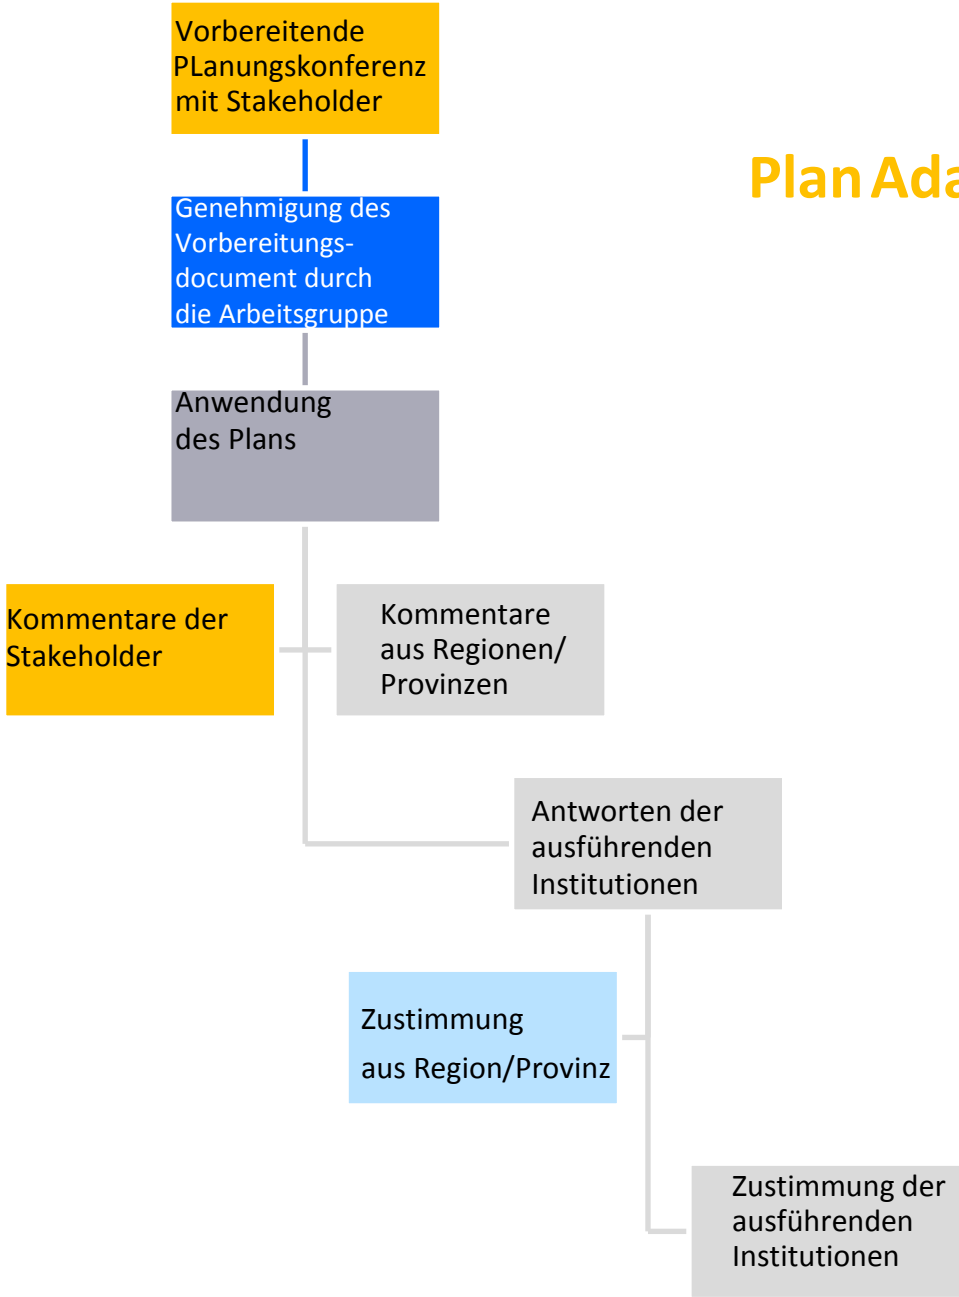 Vorbereitende
PLanungskonferenz
mit Stakeholder
Plan Ada
Genehmigung des
Vorbereitungs-
document durch
die Arbeitsgruppe
Anwendung
des Plans
Kommentare der
Stakeholder
Kommentare
aus Regionen/
Provinzen
Antworten der
ausführenden
Institutionen
Zustimmung
aus Region/Provinz
Zustimmung der
ausführenden
Institutionen